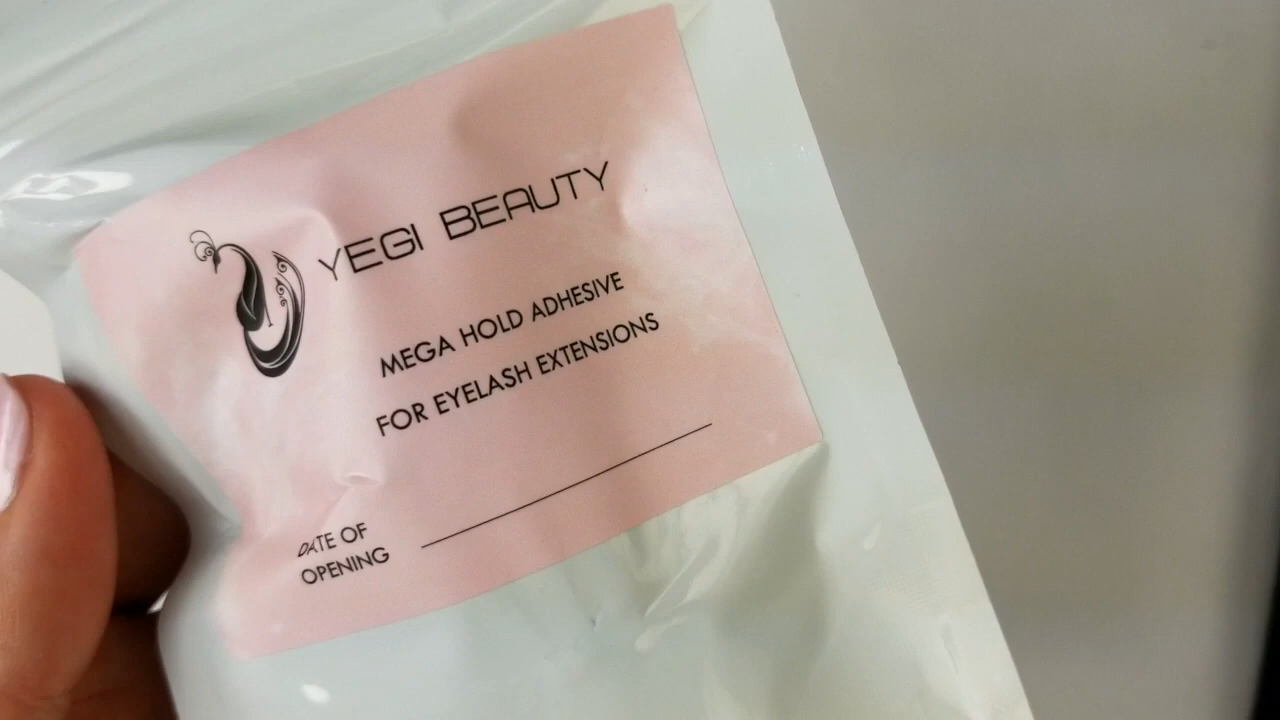 YEGI BEAUTY
MEGA HOLD ADHESIVE
FOR EYELASH EXTENSIONS
DATE OF
OPENING